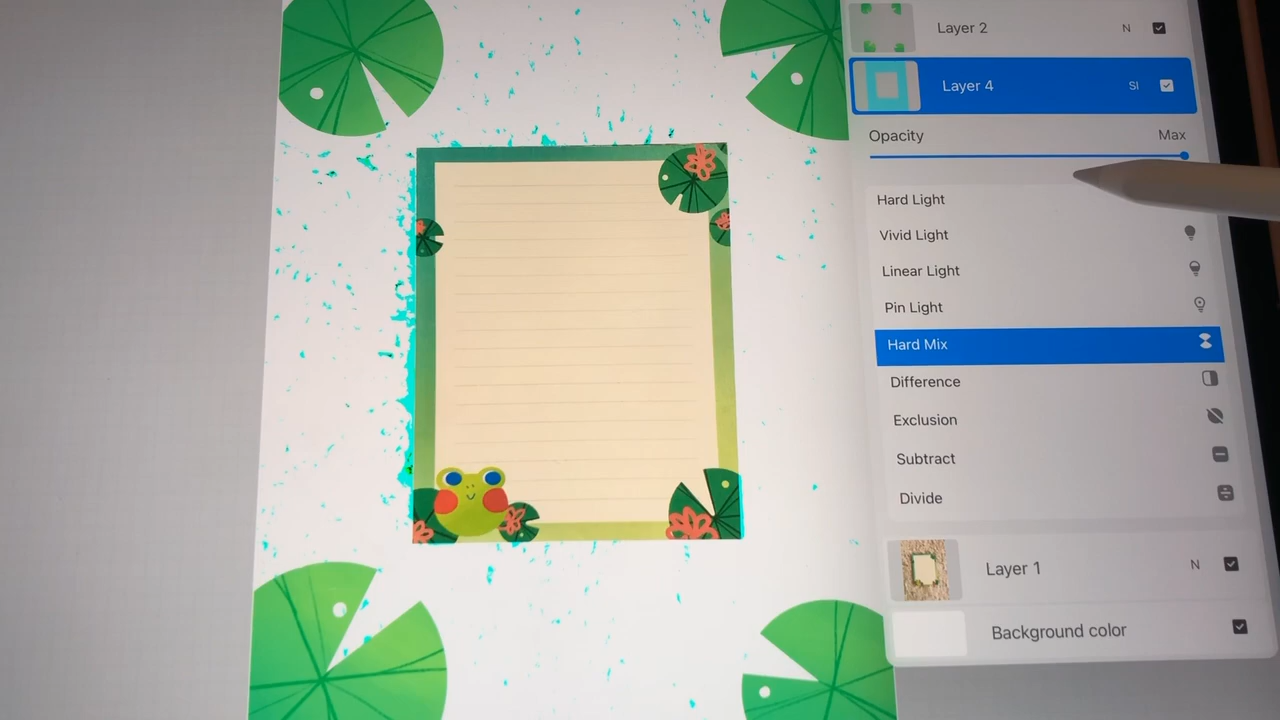 Layer 2 N
Layer 4 SI
Opacity Max
Hard Light
Vivid Light
Linear Light
Pin Light
Hard Mix
Difference
Exclusion
Subtract
Divide
Layer 1 N
Background color